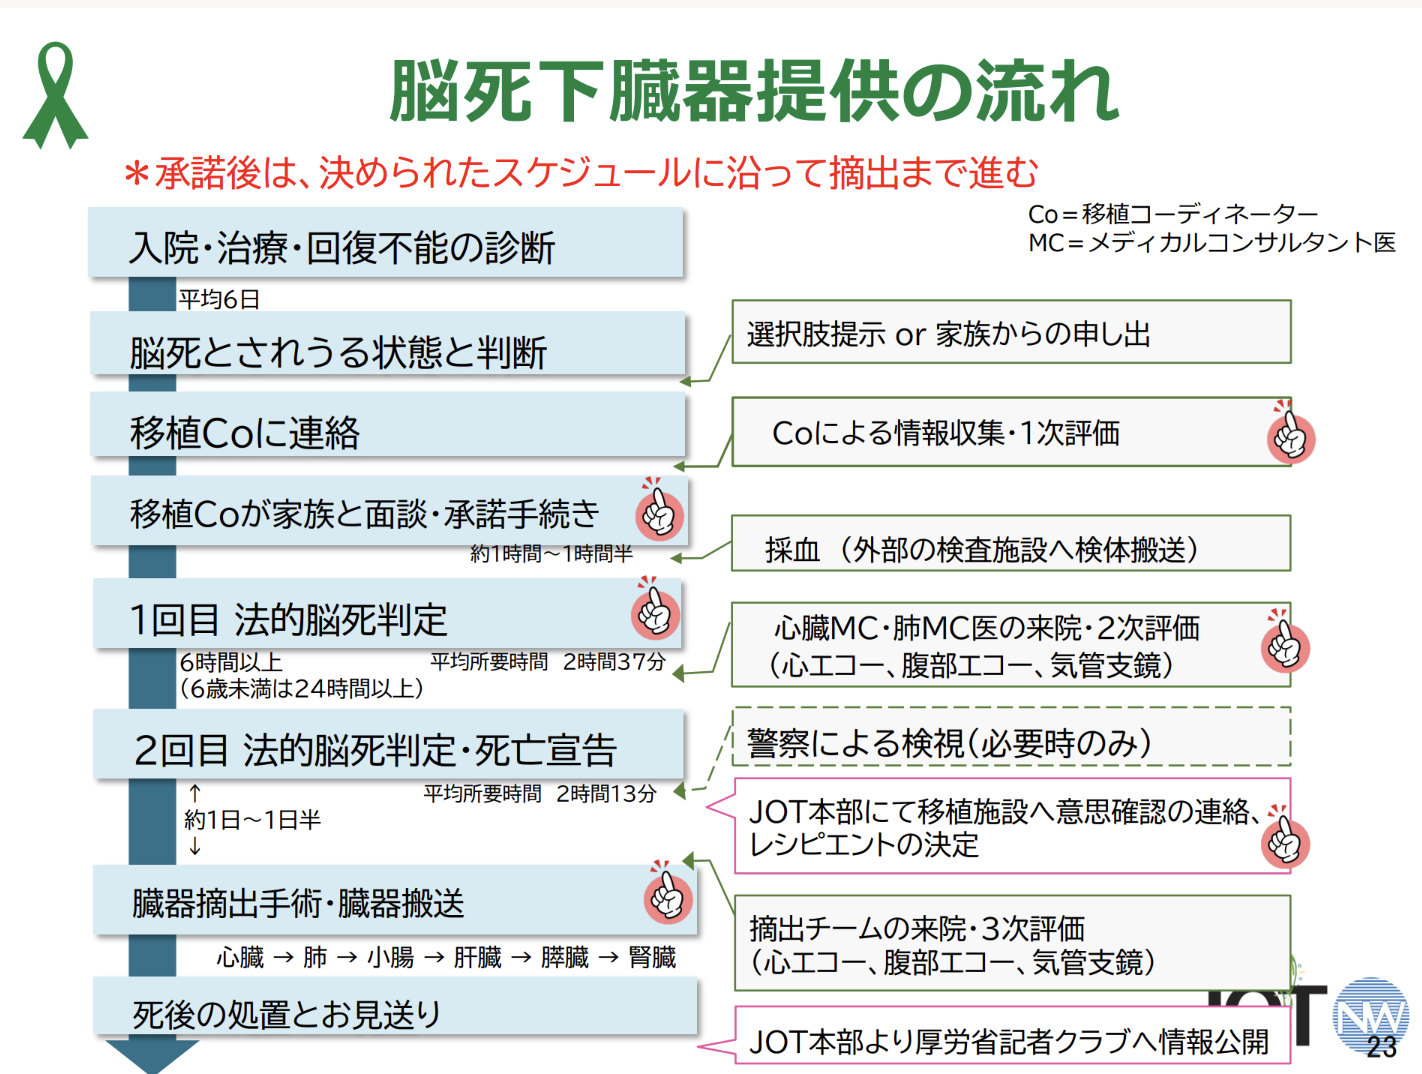 脳死下臓器提供の流れ
＊承諾後は、決められたスケジュールに沿って摘出まで進む
Co＝移植コーディネーター
MC＝メディカルコンサルタント医
入院・治療・回復不能の診断
平均6日
脳死とされうる状態と判断
選択肢提示 or 家族からの申し出
移植Coに連絡
Coによる情報収集・1次評価
移植Coが家族と面談・承諾手続き
約1時間～1時間半
採血（外部の検査施設へ検体搬送）
1回目 法的脳死判定
6時間以上
（6歳未満は24時間以上）
平均所要時間 2時間37分
心臓MC・肺MC医の来院・2次評価
（心エコー、腹部エコー、気管支鏡）
2回目 法的脳死判定・死亡宣告
平均所要時間 2時間13分
警察による検視（必要時のみ）
↑
約1日～1日半
↓
JOT本部にて移植施設へ意思確認の連絡、
レシピエントの決定
臓器摘出手術・臓器搬送
心臓 → 肺 → 小腸 → 肝臓 → 膵臓 → 腎臓
摘出チームの来院・3次評価
（心エコー、腹部エコー、気管支鏡）
死後の処置とお見送り
JOT本部より厚労省記者クラブへ情報公開
JOT
NW
23